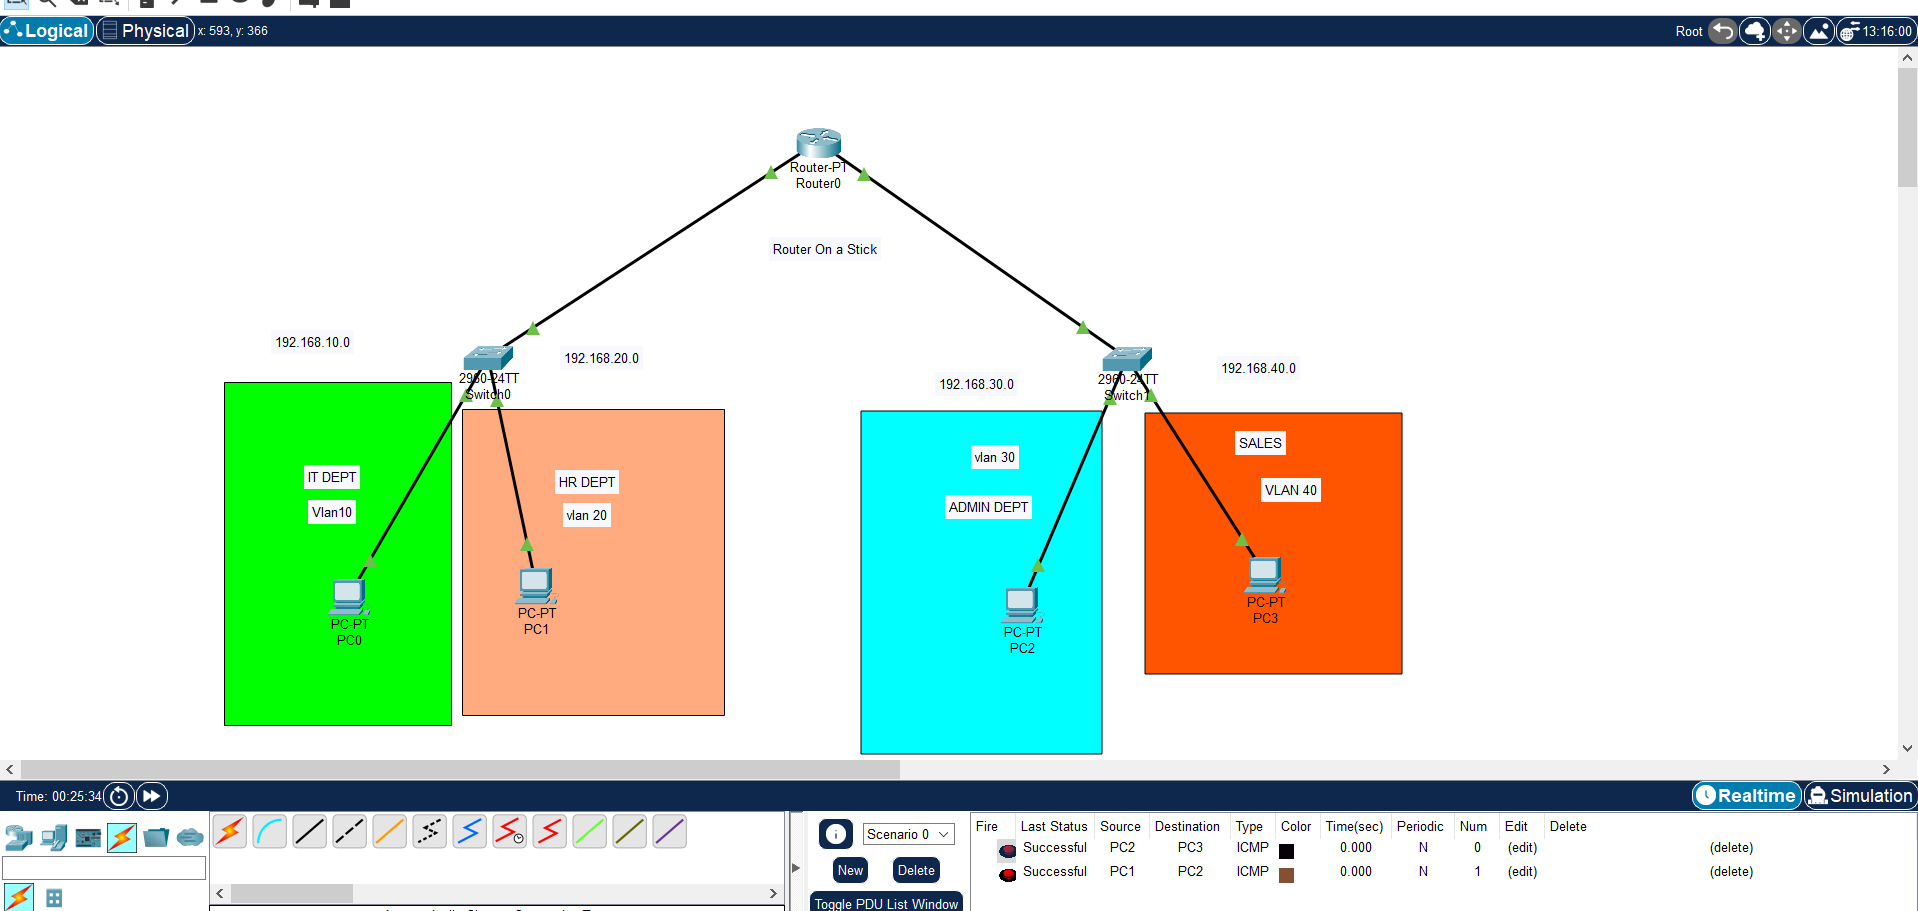 Logical Physical x: 593, y: 366 Root 13:16:00
Router-PT
Router0
Router On a Stick
192.168.10.0
192.168.20.0
2960-24TT
Switch0
192.168.30.0
192.168.40.0
2960-24TT
Switch1
IT DEPT
Vlan10
HR DEPT
vlan 20
vlan 30
ADMIN DEPT
SALES
VLAN 40
PC-PT
PC0
PC-PT
PC1
PC-PT
PC2
PC-PT
PC3
Time: 00:25:34 Realtime Simulation
Scenario 0
New Delete
Toggle PDU List Window
Fire Last Status Source Destination Type Color Time(sec) Periodic Num Edit Delete
Successful PC2 PC3 ICMP 0.000 N 0 (edit) (delete)
Successful PC1 PC2 ICMP 0.000 N 1 (edit) (delete)